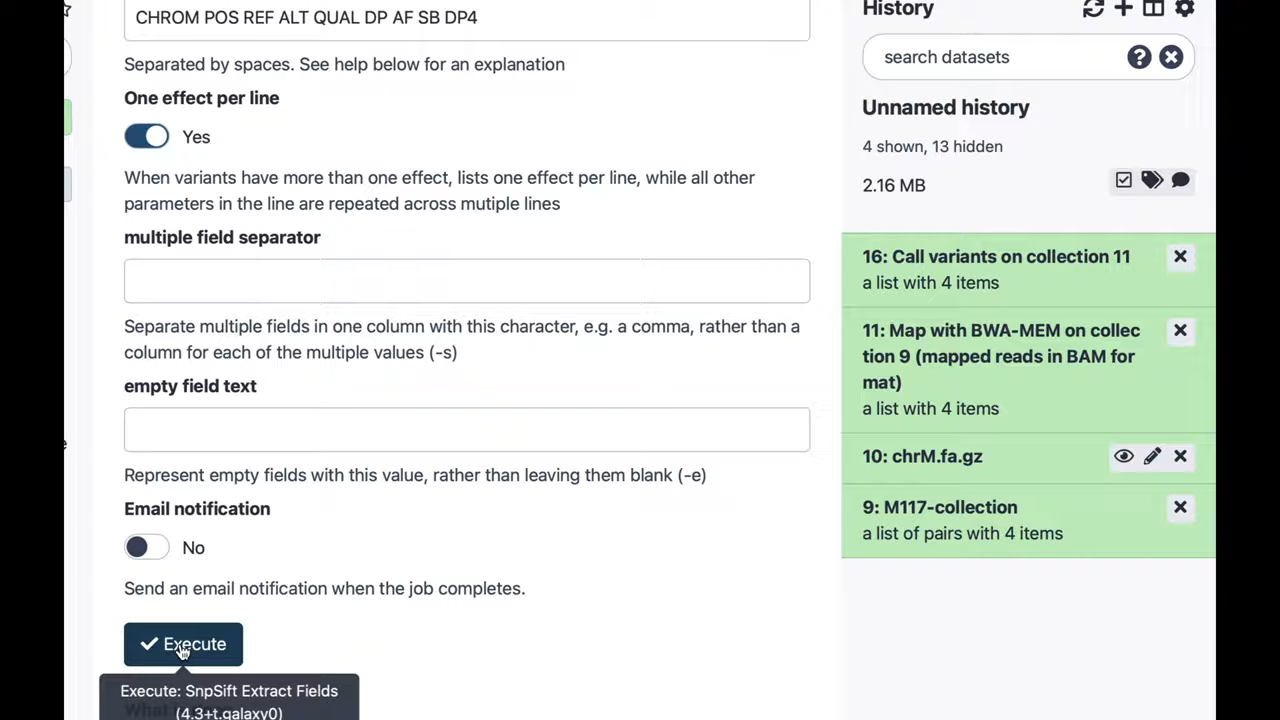 CHROM POS REF ALT QUAL DP AF SB DP4
Separated by spaces. See help below for an explanation
One effect per line
Yes
When variants have more than one effect, lists one effect per line, while all other
parameters in the line are repeated across mutiple lines
multiple field separator
Separate multiple fields in one column with this character, e.g. a comma, rather than a
column for each of the multiple values (-s)
empty field text
Represent empty fields with this value, rather than leaving them blank (-e)
Email notification
No
Send an email notification when the job completes.
Execute
Execute: SnpSift Extract Fields
(4.3+t.galaxy0)
History
search datasets
Unnamed history
4 shown, 13 hidden
2.16 MB
16: Call variants on collection 11
a list with 4 items
11: Map with BWA-MEM on collec
tion 9 (mapped reads in BAM for
mat)
a list with 4 items
10: chrM.fa.gz
9: M117-collection
a list of pairs with 4 items